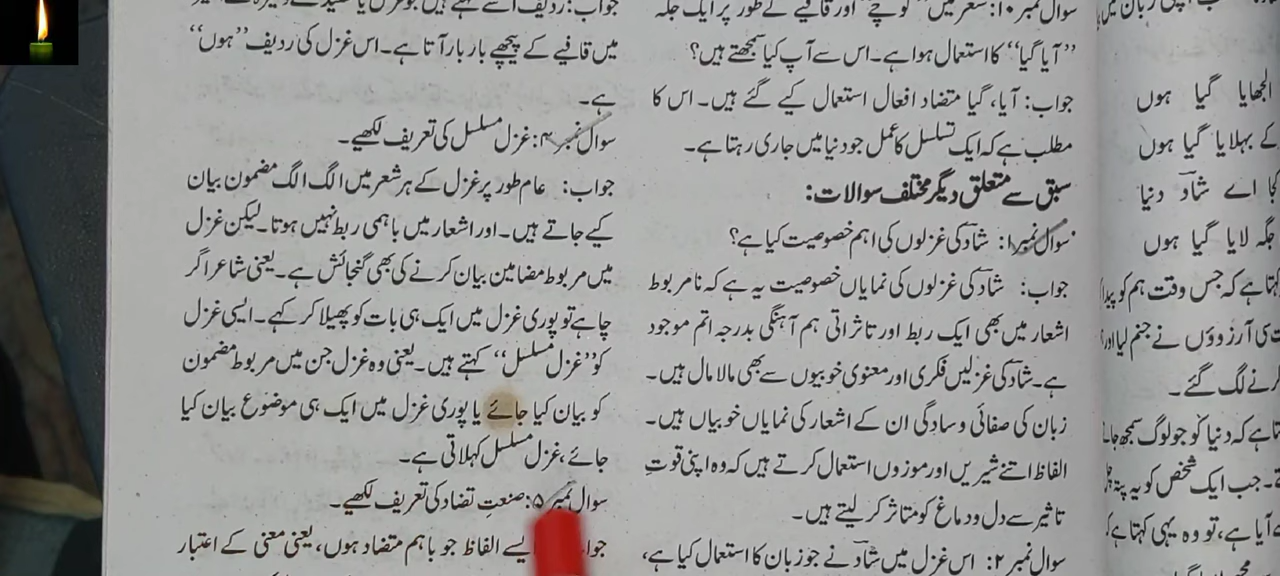 سوال نمبر ۱۰: شعر میں "کوچے" اور قافیے کے طور پر ایک جگہ
"آیا گیا" کا استعمال ہوا ہے۔ اس سے آپ کیا سمجھتے ہیں؟
جواب: آیا، گیا متضاد افعال استعمال کیے گئے ہیں۔ اس کا
مطلب ہے کہ ایک تسلسل کا عمل جو دنیا میں جاری رہتا ہے۔
سبق سے متعلق دیگر مختلف سوالات:
سوال نمبر ۱: شادؔ کی غزلوں کی اہم خصوصیت کیا ہے؟
جواب: شادؔ کی غزلوں کی نمایاں خصوصیت یہ ہے کہ نامربوط
اشعار میں بھی ایک ربط اور تاثراتی ہم آہنگی بدرجہ اتم موجود
ہے۔ شادؔ کی غزلیں فکری اور معنوی خوبیوں سے بھی مالا مال ہیں۔
زبان کی صفائی و سادگی ان کے اشعار کی نمایاں خوبیاں ہیں۔
الفاظ اتنے شیریں اور موزوں استعمال کرتے ہیں کہ وہ اپنی قوتِ
تاثیر سے دل و دماغ کو متاثر کر لیتے ہیں۔
سوال نمبر ۲: اس غزل میں شادؔ نے جو زبان کا استعمال کیا ہے،
جواب: ردیف اسے کہتے ہیں جو غزل یا
میں قافیے کے پیچھے بار بار آتا ہے۔ اس غزل کی ردیف "ہوں"
ہے۔
سوال نمبر ۴: غزل مسلسل کی تعریف لکھیے۔
جواب: عام طور پر غزل کے ہر شعر میں الگ الگ مضمون بیان
کیے جاتے ہیں۔ اور اشعار میں باہمی ربط نہیں ہوتا۔ لیکن غزل
میں مربوط مضامین بیان کرنے کی بھی گنجائش ہے۔ یعنی شاعر اگر
چاہے تو پوری غزل میں ایک ہی بات کو پھیلا کر کہے۔ ایسی غزل
کو "غزل مسلسل" کہتے ہیں۔ یعنی وہ غزل جن میں مربوط مضمون
کو بیان کیا جائے یا پوری غزل میں ایک ہی موضوع بیان کیا
جائے، غزل مسلسل کہلاتی ہے۔
سوال نمبر ۵: صنعتِ تضاد کی تعریف لکھیے۔
ایسے الفاظ جو باہم متضاد ہوں، یعنی معنی کے اعتبار
الجھایا گیا ہوں
کے بہلایا گیا ہوں
اے شادؔ دنیا
جگہ لایا گیا ہوں
کہتا ہے کہ جس وقت ہم کو پیدا
آرزوؤں نے جنم لیا اور
کرنے لگ گئے۔
ہے کہ دنیا کو جو لوگ سمجھ
جب ایک شخص کو یہ پتہ
آیا ہے، تو وہ یہی کہتا ہے